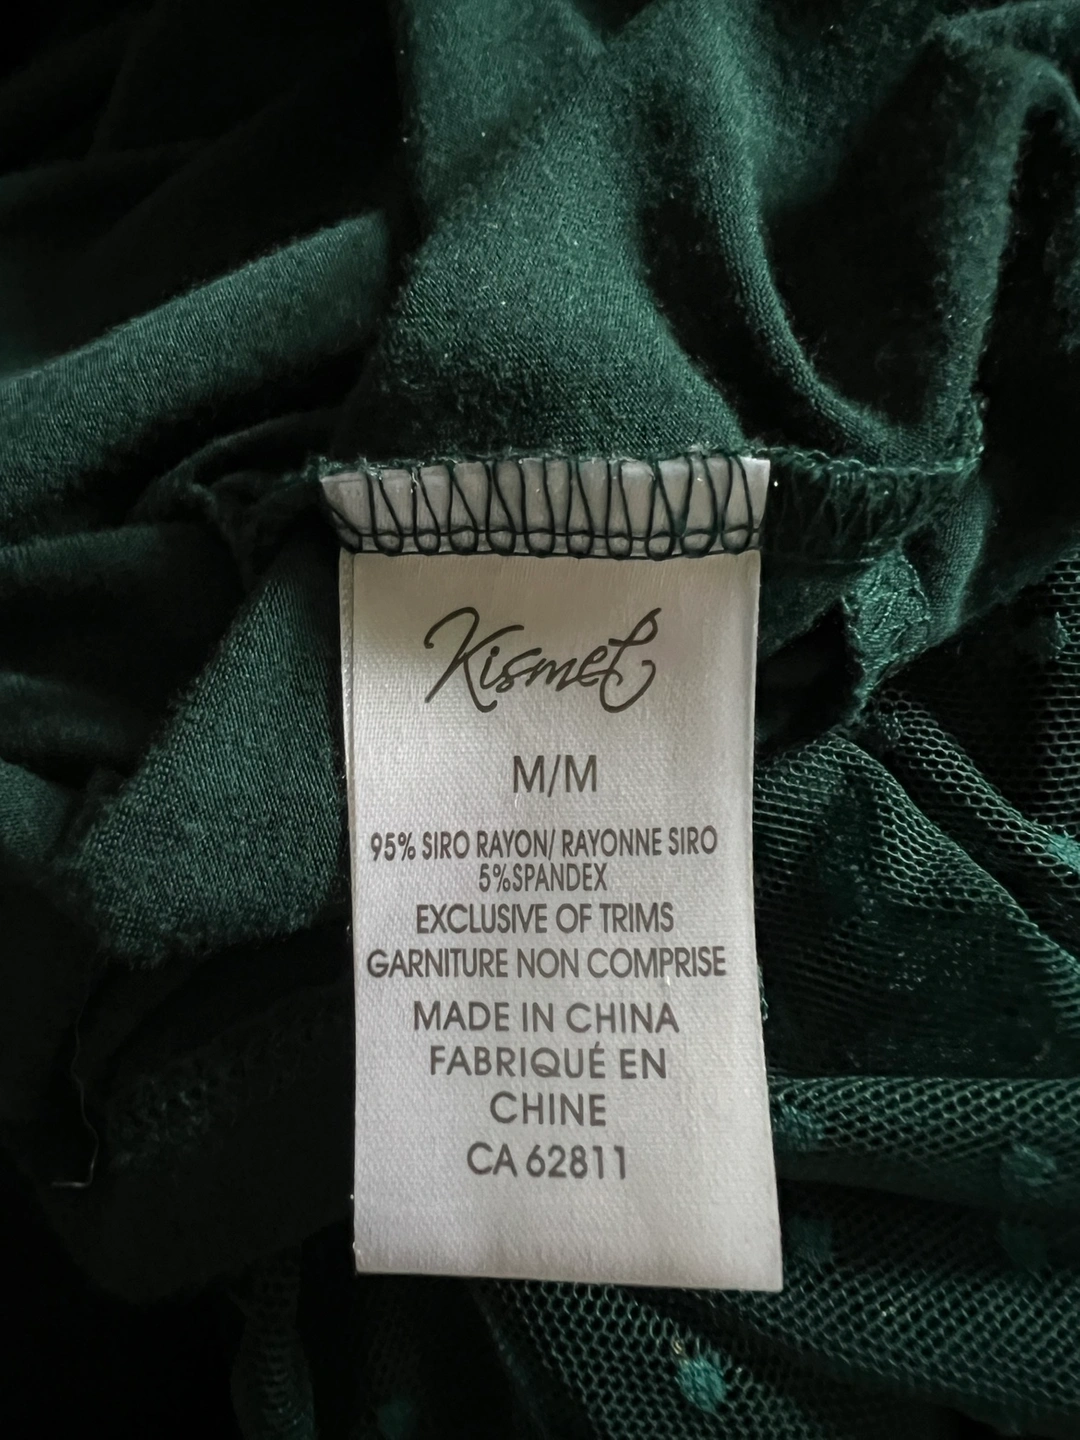 Kismet
M/M
95% SIRO RAYON/ RAYONNE SIRO
5%SPANDEX
EXCLUSIVE OF TRIMS
GARNITURE NON COMPRISE
MADE IN CHINA
FABRIQUÉ EN
CHINE
CA 62811